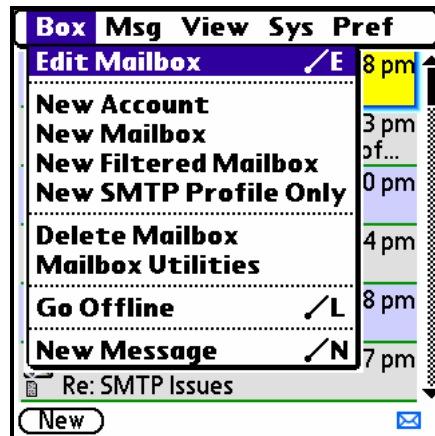 Box Msg View Sys Pref
Edit Mailbox /E
8 pm
New Account
3 pm
New Mailbox
of...
New Filtered Mailbox
0 pm
New SMTP Profile Only
Delete Mailbox
4 pm
Mailbox Utilities
Go Offline /L
8 pm
New Message /N
7 pm
Re: SMTP Issues
New